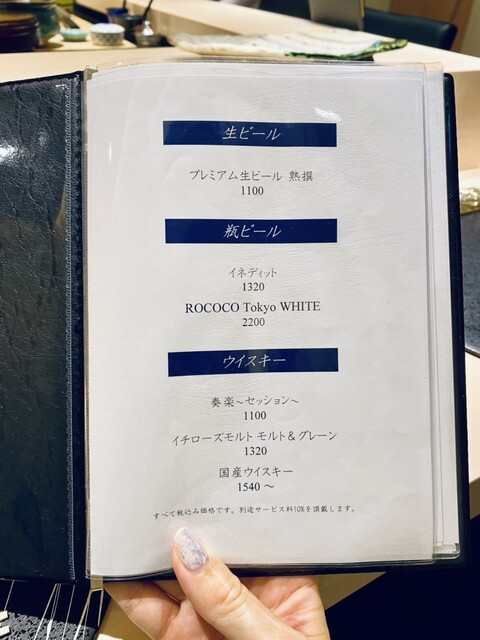 生ビール
プレミアム生ビール 熟撰
1100
瓶ビール
イネディット
1320
ROCOCO Tokyo WHITE
2200
ウイスキー
奏楽～セッション～
1100
イチローズモルト モルト＆グレーン
1320
国産ウイスキー
1540 ～
すべて税込み価格です。別途サービス料10%を頂戴します。